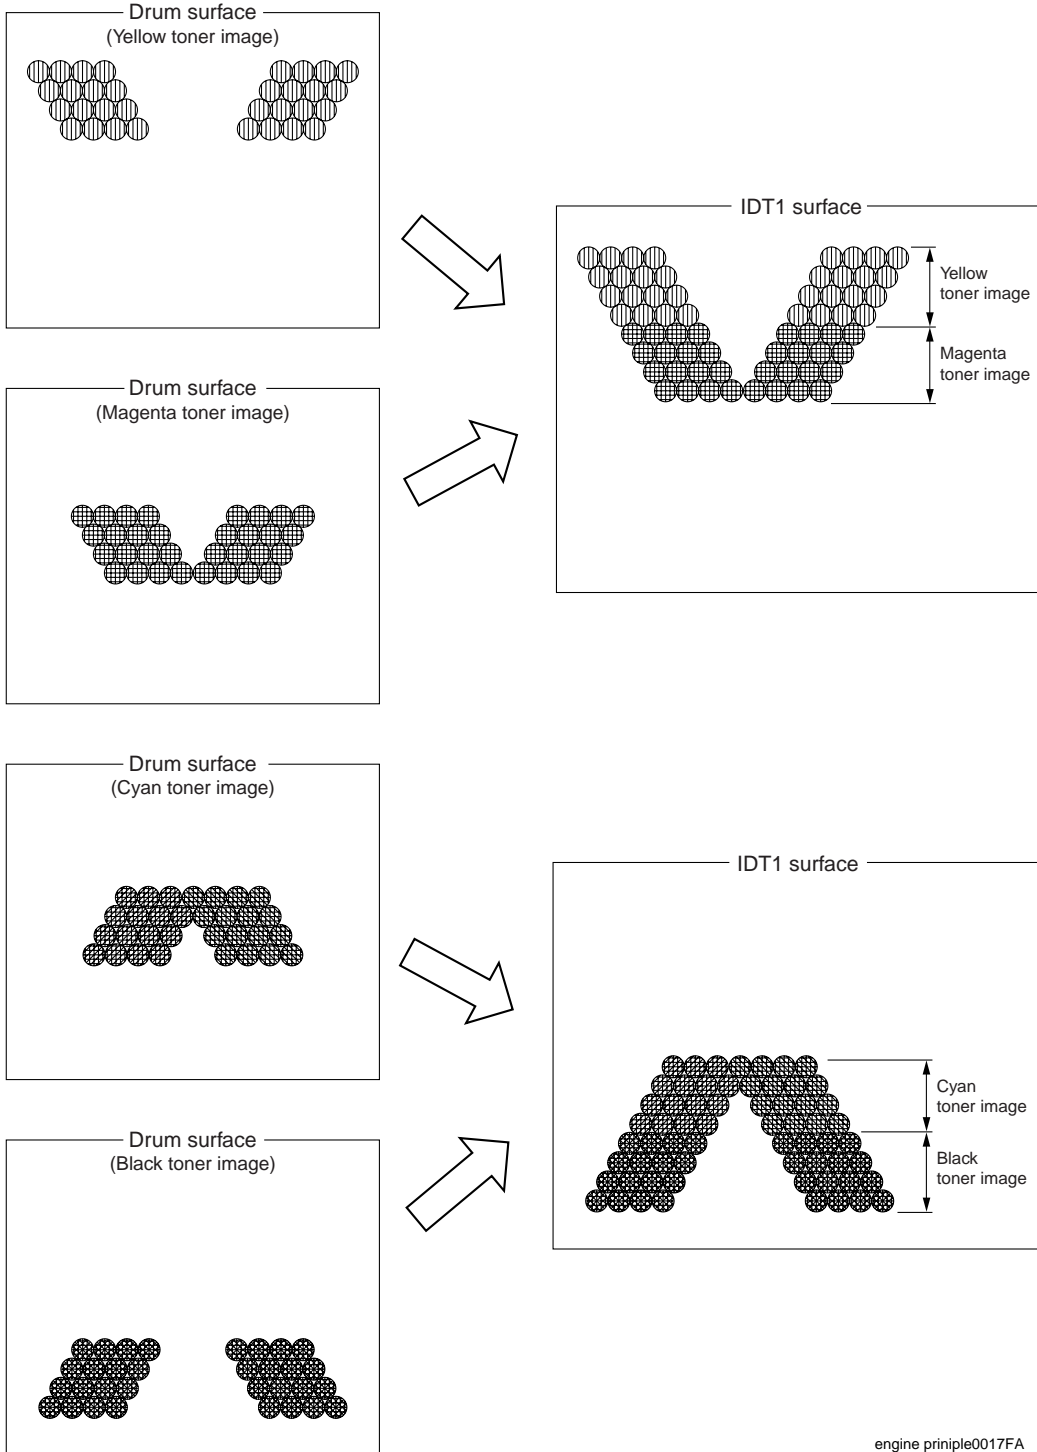 Drum surface
(Yellow toner image)
IDT1 surface
Yellow
toner image
Magenta
toner image
Drum surface
(Magenta toner image)
Drum surface
(Cyan toner image)
IDT1 surface
Cyan
toner image
Black
toner image
Drum surface
(Black toner image)
engine priniple0017FA